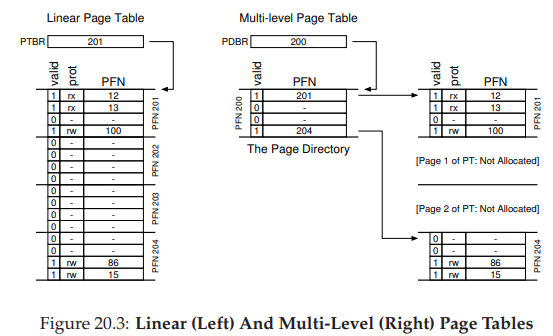 Linear Page Table
PTBR 201
valid prot PFN
1 rx 12
1 rx 13
0 - -
1 rw 100
PFN 201
0 - -
0 - -
0 - -
0 - -
PFN 202
0 - -
0 - -
0 - -
0 - -
PFN 203
0 - -
0 - -
1 rw 86
1 rw 15
PFN 204
Multi-level Page Table
PDBR 200
valid PFN
1 201
0 -
0 -
1 204
PFN 200
The Page Directory
valid prot PFN
1 rx 12
1 rx 13
0 - -
1 rw 100
PFN 201
[Page 1 of PT: Not Allocated]
[Page 2 of PT: Not Allocated]
0 - -
0 - -
1 rw 86
1 rw 15
PFN 204
Figure 20.3: Linear (Left) And Multi-Level (Right) Page Tables